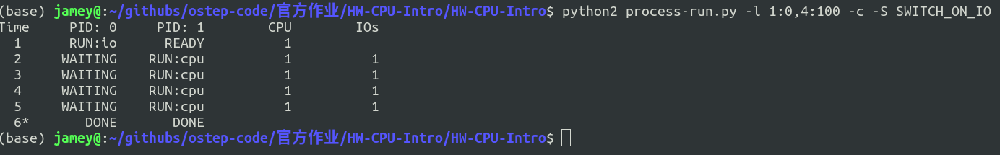 (base) jamey@:~/githubs/ostep-code/官方作业/HW-CPU-Intro/HW-CPU-Intro$ python2 process-run.py -l 1:0,4:100 -c -S SWITCH_ON_IO
Time PID: 0 PID: 1 CPU IOs
1 RUN:io READY 1
2 WAITING RUN:cpu 1 1
3 WAITING RUN:cpu 1 1
4 WAITING RUN:cpu 1 1
5 WAITING RUN:cpu 1 1
6* DONE DONE
(base) jamey@:~/githubs/ostep-code/官方作业/HW-CPU-Intro/HW-CPU-Intro$